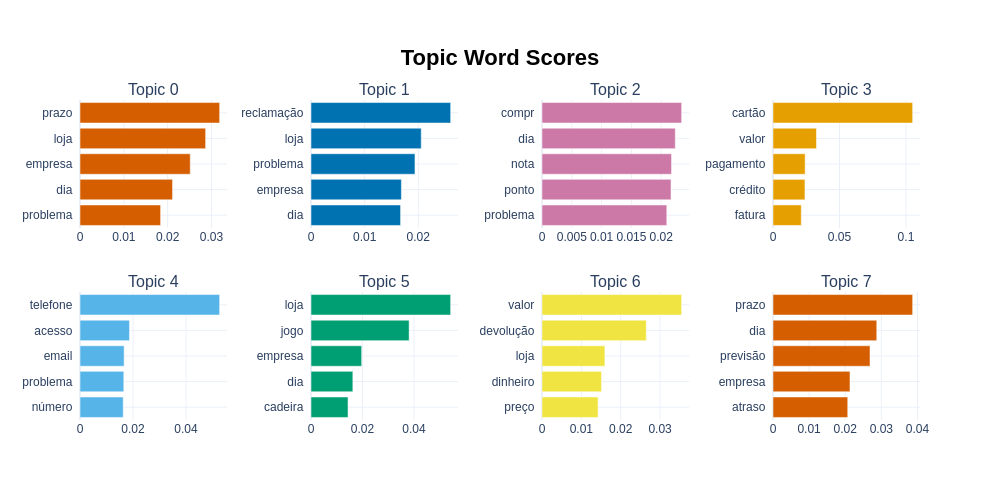 Topic Word Scores
Topic 0
prazo
loja
empresa
dia
problema
0 0.01 0.02 0.03
Topic 1
reclamação
loja
problema
empresa
dia
0 0.01 0.02
Topic 2
compr
dia
nota
ponto
problema
0 0.005 0.01 0.015 0.02
Topic 3
cartão
valor
pagamento
crédito
fatura
0 0.05 0.1
Topic 4
telefone
acesso
email
problema
número
0 0.02 0.04
Topic 5
loja
jogo
empresa
dia
cadeira
0 0.02 0.04
Topic 6
valor
devolução
loja
dinheiro
preço
0 0.01 0.02 0.03
Topic 7
prazo
dia
previsão
empresa
atraso
0 0.01 0.02 0.03 0.04